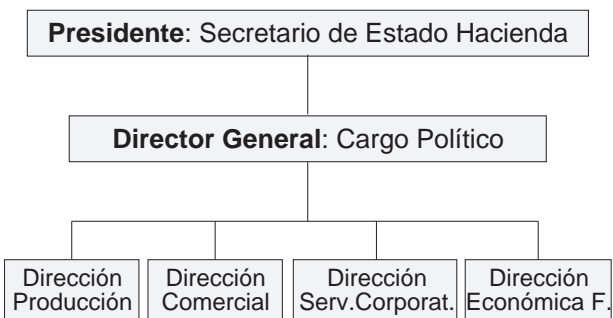 Presidente: Secretario de Estado Hacienda
Director General: Cargo Político
Dirección
Producción
Dirección
Comercial
Dirección
Serv.Corporat.
Dirección
Económica F.